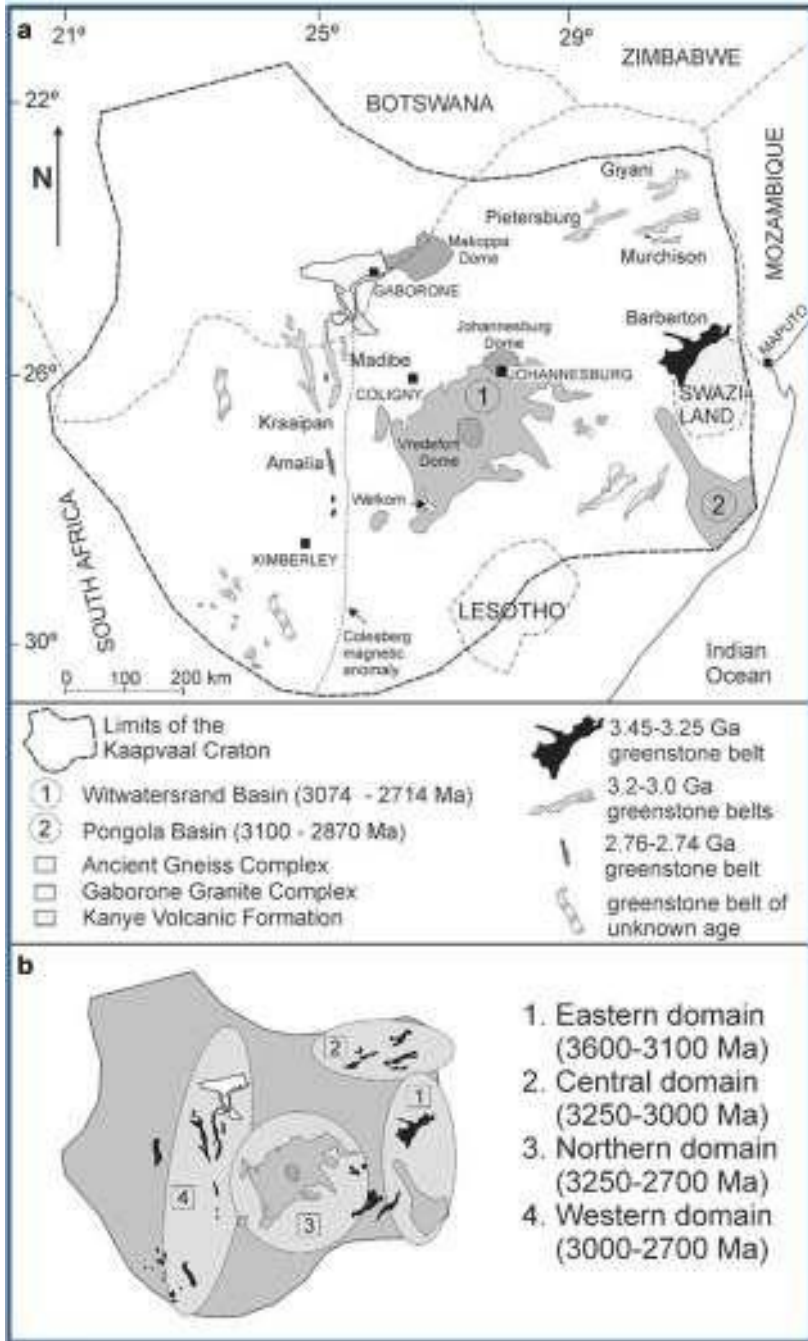 a
21°
25°
29°
22°
26°
30°
ZIMBABWE
BOTSWANA
MOZAMBIQUE
N
Giyani
Pietersburg
Murchison
Makoppa
Dome
GABORONE
Barberton
MAPUTO
Johannesburg
Dome
Madibe
JOHANNESBURG
COLIGNY
1
SWAZI-
LAND
Kraaipan
Vredefort
Dome
Amalia
Welkom
2
SOUTH AFRICA
KIMBERLEY
LESOTHO
Colesberg
magnetic
anomaly
Indian
Ocean
0 100 200 km
Limits of the
Kaapvaal Craton
1 Witwatersrand Basin (3074 - 2714 Ma)
2 Pongola Basin (3100 - 2870 Ma)
Ancient Gneiss Complex
Gaborone Granite Complex
Kanye Volcanic Formation
3.45-3.25 Ga
greenstone belt
3.2-3.0 Ga
greenstone belts
2.76-2.74 Ga
greenstone belt
greenstone belt of
unknown age
b
2
1
4
3
1. Eastern domain
(3600-3100 Ma)
2. Central domain
(3250-3000 Ma)
3. Northern domain
(3250-2700 Ma)
4. Western domain
(3000-2700 Ma)